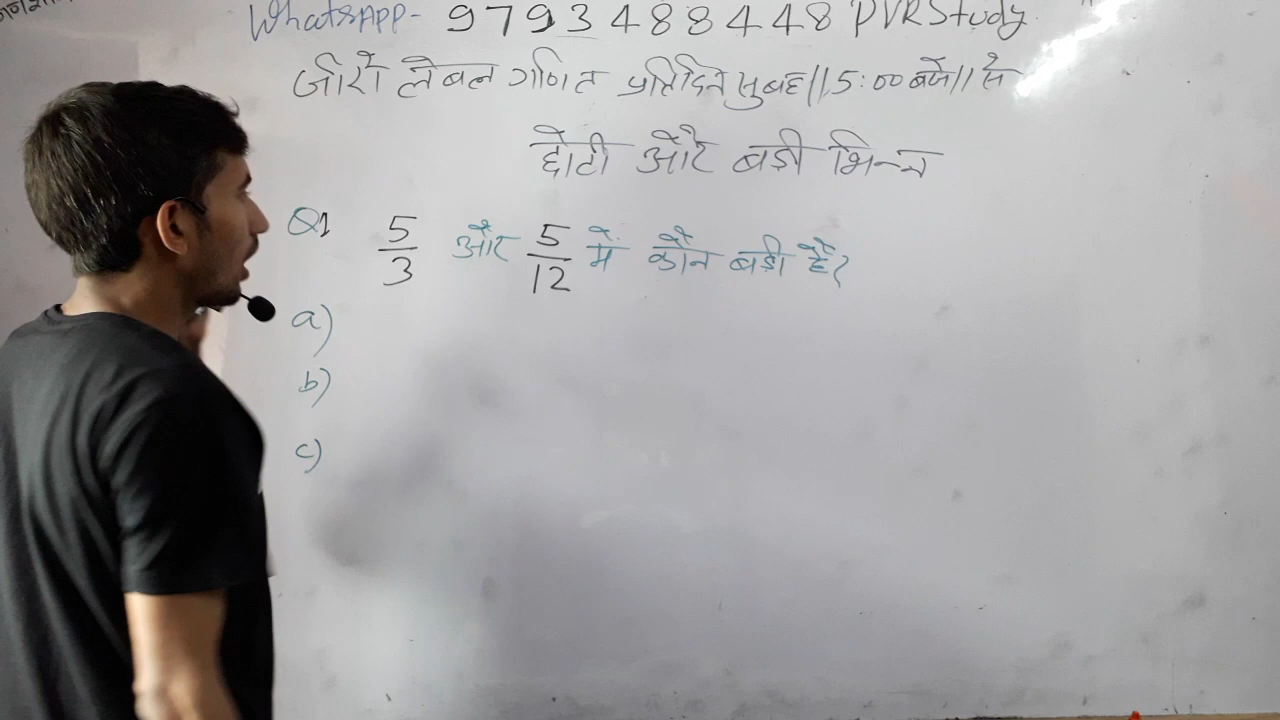 WhatsApp- 9793488448 PVRStudy
जीरो लेबल गणित प्रतिदिन सुबह//5:00 बजे// से
छोटी और बड़ी भिन्न
Q1 5/3 और 5/12 में कौन बड़ी है?
a)
b)
c)